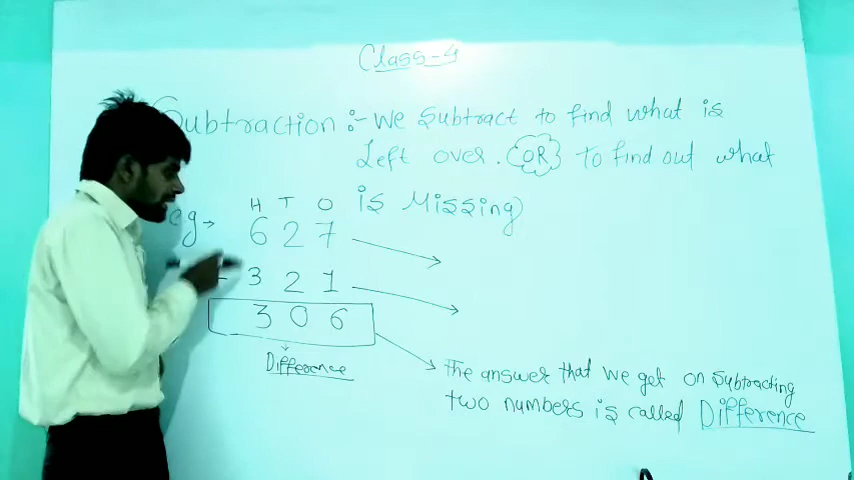 Class-4
Subtraction :- We Subtract to find what is
Left over. OR to find out what
is Missing
eg →
H T O
6 2 7
- 3 2 1
3 0 6
Difference
The answer that we get on Subtracting
two numbers is called Difference